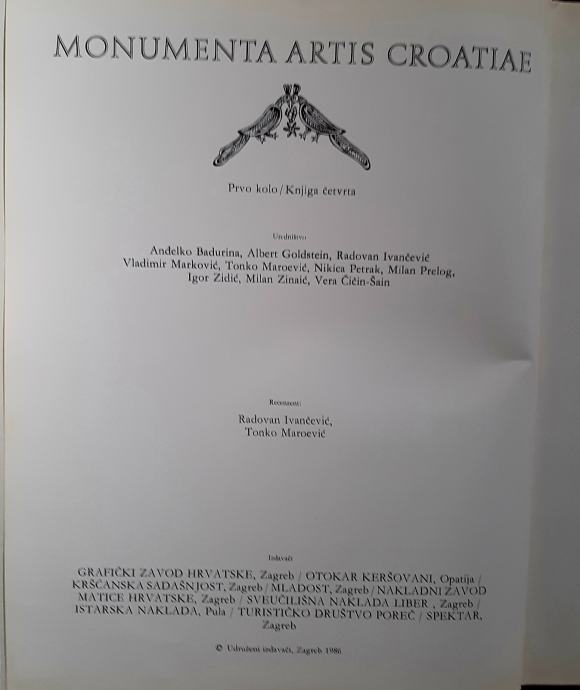 MONUMENTA ARTIS CROATIAE
Prvo kolo/Knjiga četvrta
Uredništvo
Anđelko Badurina, Albert Goldstein, Radovan Ivančević
Vladimir Marković, Tonko Maroević, Nikica Petrak, Milan Prelog,
Igor Zidić, Milan Zinaić, Vera Čičin-Šain
Recenzenti:
Radovan Ivančević,
Tonko Maroević
Izdavači
GRAFIČKI ZAVOD HRVATSKE, Zagreb / OTOKAR KERŠOVANI, Opatija /
KRŠĆANSKA SADAŠNJOST, Zagreb / MLADOST, Zagreb / NAKLADNI ZAVOD
MATICE HRVATSKE, Zagreb / SVEUČILIŠNA NAKLADA LIBER , Zagreb /
ISTARSKA NAKLADA, Pula / TURISTIČKO DRUŠTVO POREČ / SPEKTAR,
Zagreb
© Udruženi izdavači, Zagreb 1986